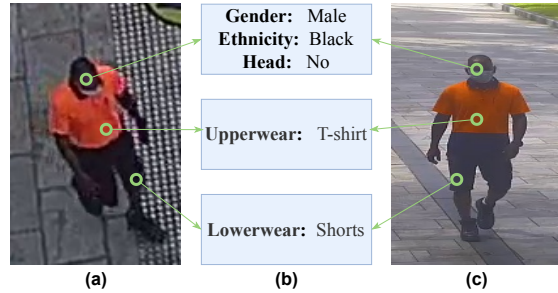 Gender: Male
Ethnicity: Black
Head: No
Upperwear: T-shirt
Lowerwear: Shorts
(a) (b) (c)